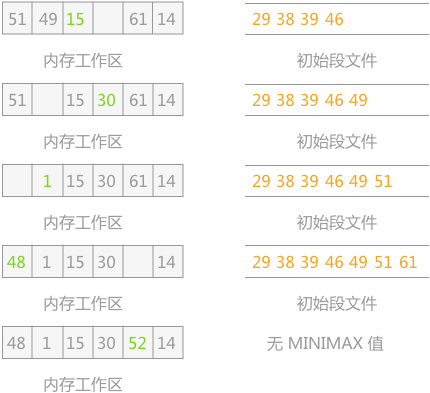 51 49 15 61 14 29 38 39 46
内存工作区 初始段文件
51 15 30 61 14 29 38 39 46 49
内存工作区 初始段文件
1 15 30 61 14 29 38 39 46 49 51
内存工作区 初始段文件
48 1 15 30 14 29 38 39 46 49 51 61
内存工作区 初始段文件
48 1 15 30 52 14 无 MINIMAX 值
内存工作区